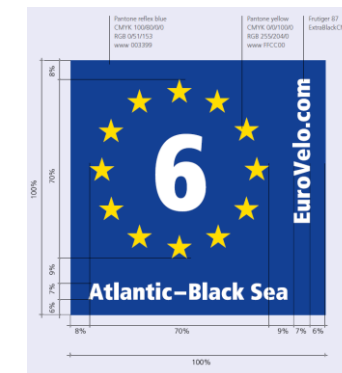 Pantone reflex blue
CMYK 100/80/0/0
RGB 0/51/153
www 003399
Pantone yellow
CMYK 0/0/100/0
RGB 255/204/0
www FFCC00
Frutiger 87
ExtraBlackC
8%
70%
100%
9%
7%
6%
6
EuroVelo.com
Atlantic–Black Sea
8%
70%
9%
7%
6%
100%